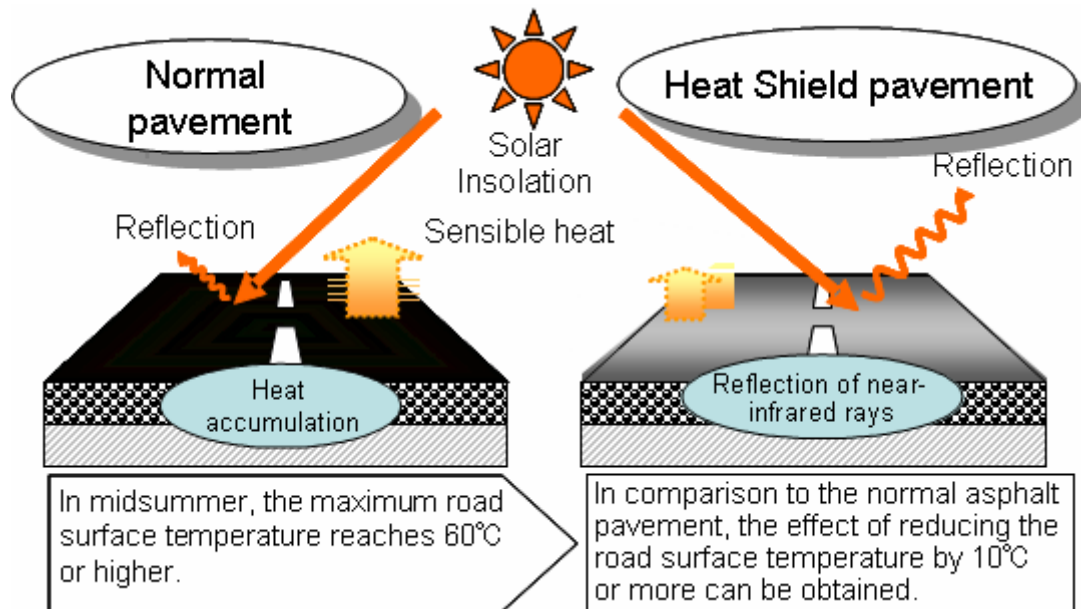 Normal
pavement
Heat Shield pavement
Solar
Insolation
Reflection
Reflection
Sensible heat
Heat
accumulation
Reflection of near-
infrared rays
In midsummer, the maximum road
surface temperature reaches 60℃
or higher.
In comparison to the normal asphalt
pavement, the effect of reducing the
road surface temperature by 10℃
or more can be obtained.